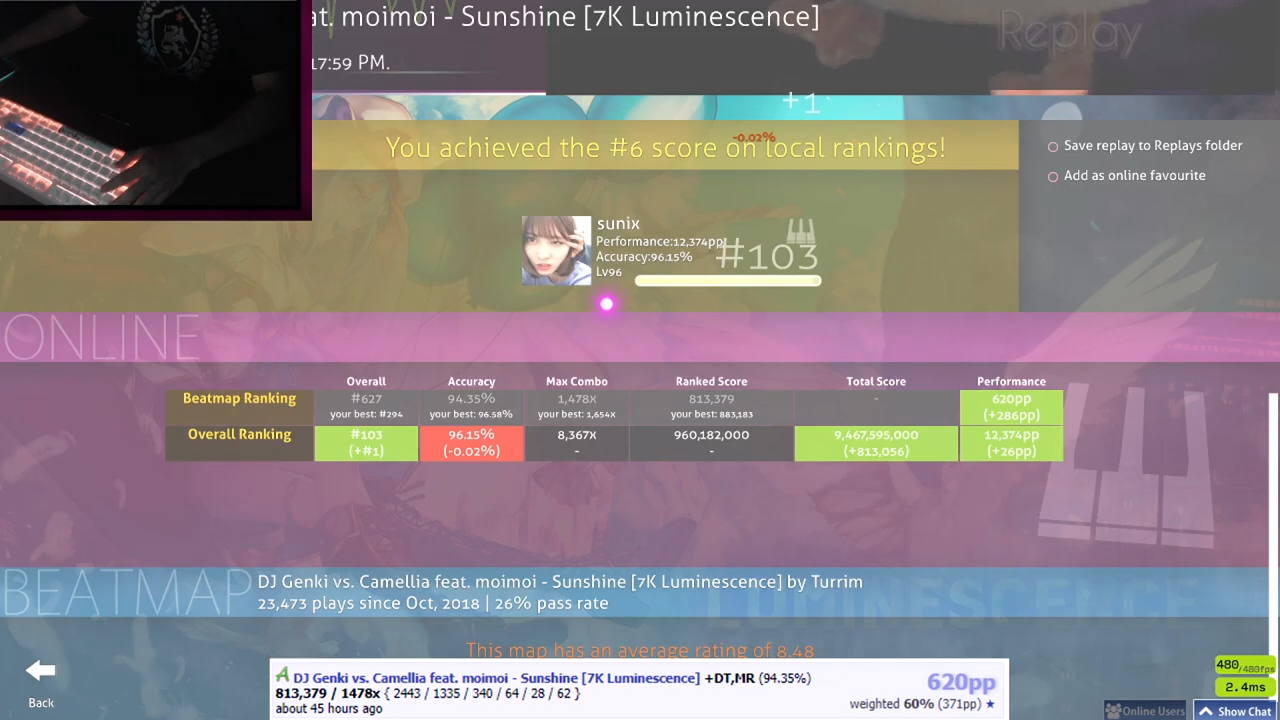 at. moimoi - Sunshine [7K Luminescence]
Replay
17:59 PM.
+1
-0.02%
You achieved the #6 score on local rankings!
Save replay to Replays folder
Add as online favourite
sunix
Performance:12,374pp
Accuracy:96.15%
Lv96
#103
ONLINE
Overall Accuracy Max Combo Ranked Score Total Score Performance
Beatmap Ranking #627 94.35% 1,478x 813,379 - 620pp
your best: #294 your best: 96.58% your best: 1,654x your best: 883,183 (+286pp)
Overall Ranking #103 96.15% 8,367x 960,182,000 9,467,595,000 12,374pp
(+#1) (-0.02%) - - (+813,056) (+26pp)
BEATMAP
DJ Genki vs. Camellia feat. moimoi - Sunshine [7K Luminescence] by Turrim
23,473 plays since Oct, 2018 | 26% pass rate
LUMINESCENCE
This map has an average rating of 8.48
A DJ Genki vs. Camellia feat. moimoi - Sunshine [7K Luminescence] +DT,MR (94.35%)
813,379 / 1478x { 2443 / 1335 / 340 / 64 / 28 / 62 }
about 45 hours ago
620pp
weighted 60% (371pp) ★
Back
480/480fps
2.4ms
Online Users
Show Chat